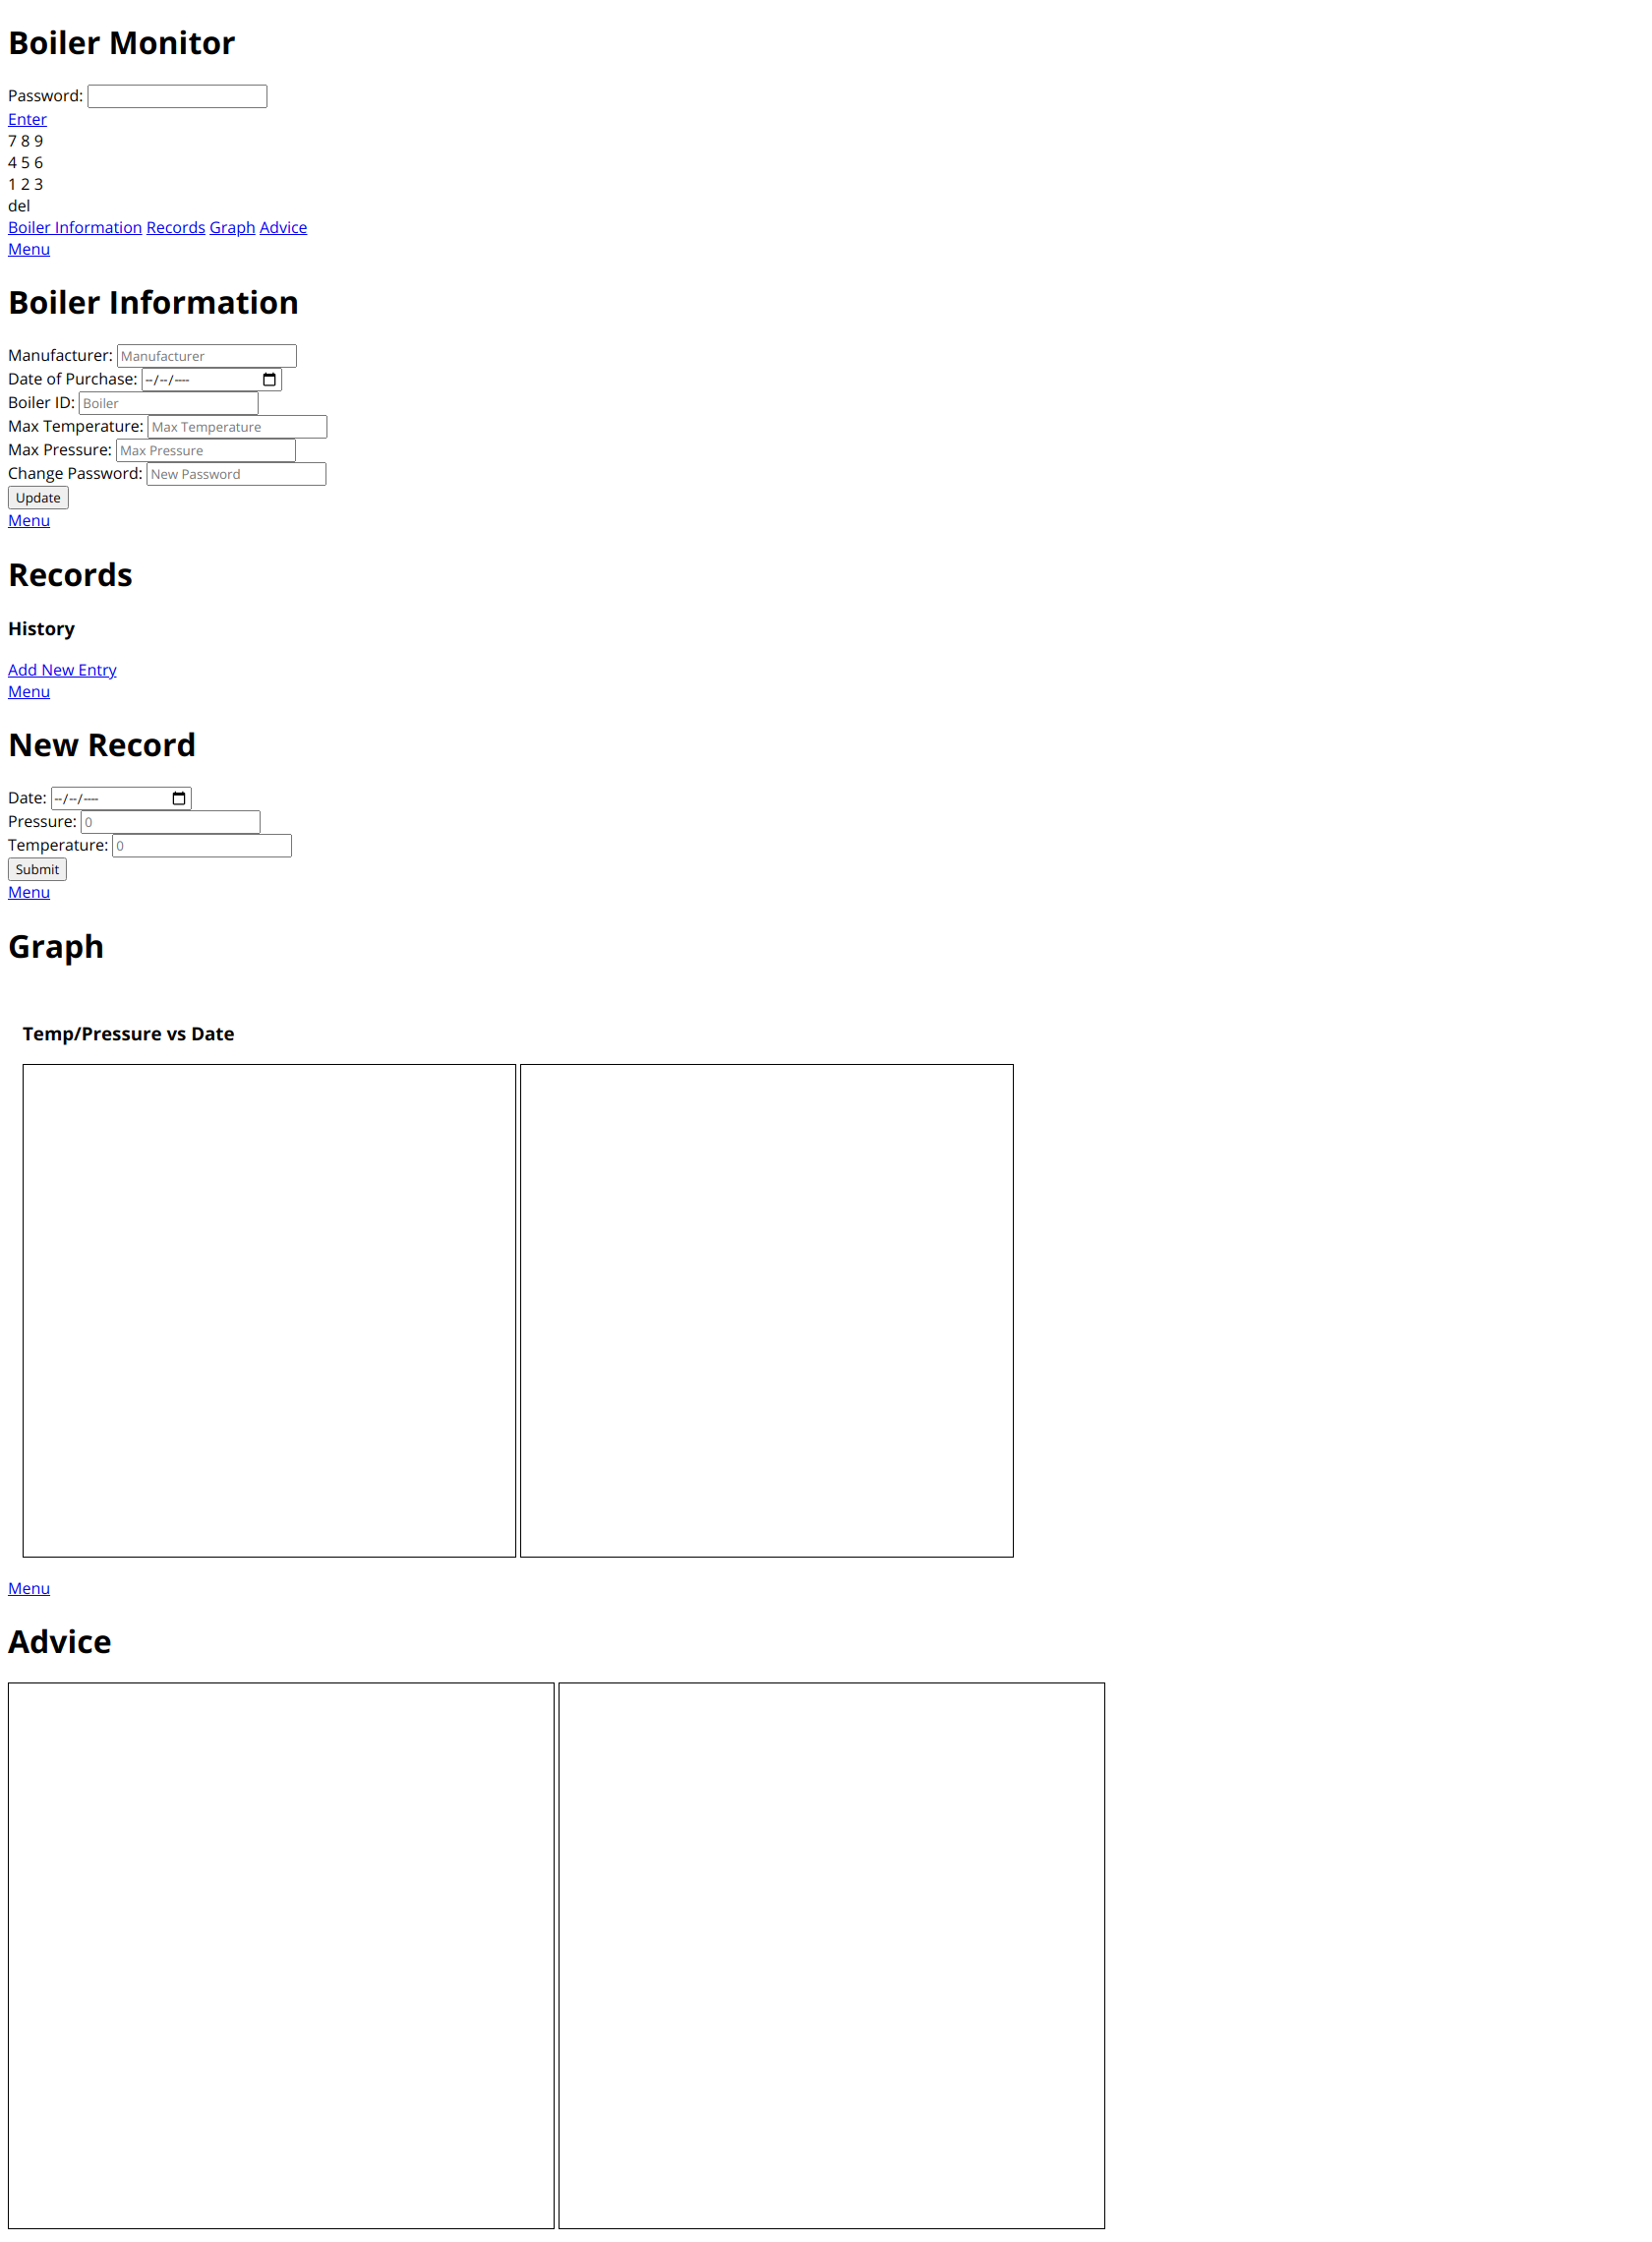 Boiler Monitor
Password:
Enter
7 8 9
4 5 6
1 2 3
del
Boiler Information Records Graph Advice
Menu
Boiler Information
Manufacturer: Manufacturer
Date of Purchase: --/--/----
Boiler ID: Boiler
Max Temperature: Max Temperature
Max Pressure: Max Pressure
Change Password: New Password
Update
Menu
Records
History
Add New Entry
Menu
New Record
Date: --/--/----
Pressure: 0
Temperature: 0
Submit
Menu
Graph
Temp/Pressure vs Date
Menu
Advice